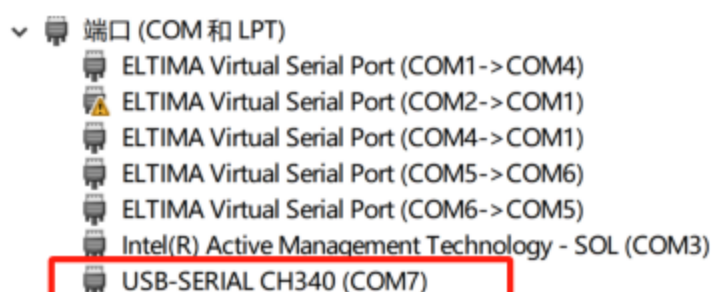 端口 (COM 和 LPT)
ELTIMA Virtual Serial Port (COM1->COM4)
ELTIMA Virtual Serial Port (COM2->COM1)
ELTIMA Virtual Serial Port (COM4->COM1)
ELTIMA Virtual Serial Port (COM5->COM6)
ELTIMA Virtual Serial Port (COM6->COM5)
Intel(R) Active Management Technology - SOL (COM3)
USB-SERIAL CH340 (COM7)